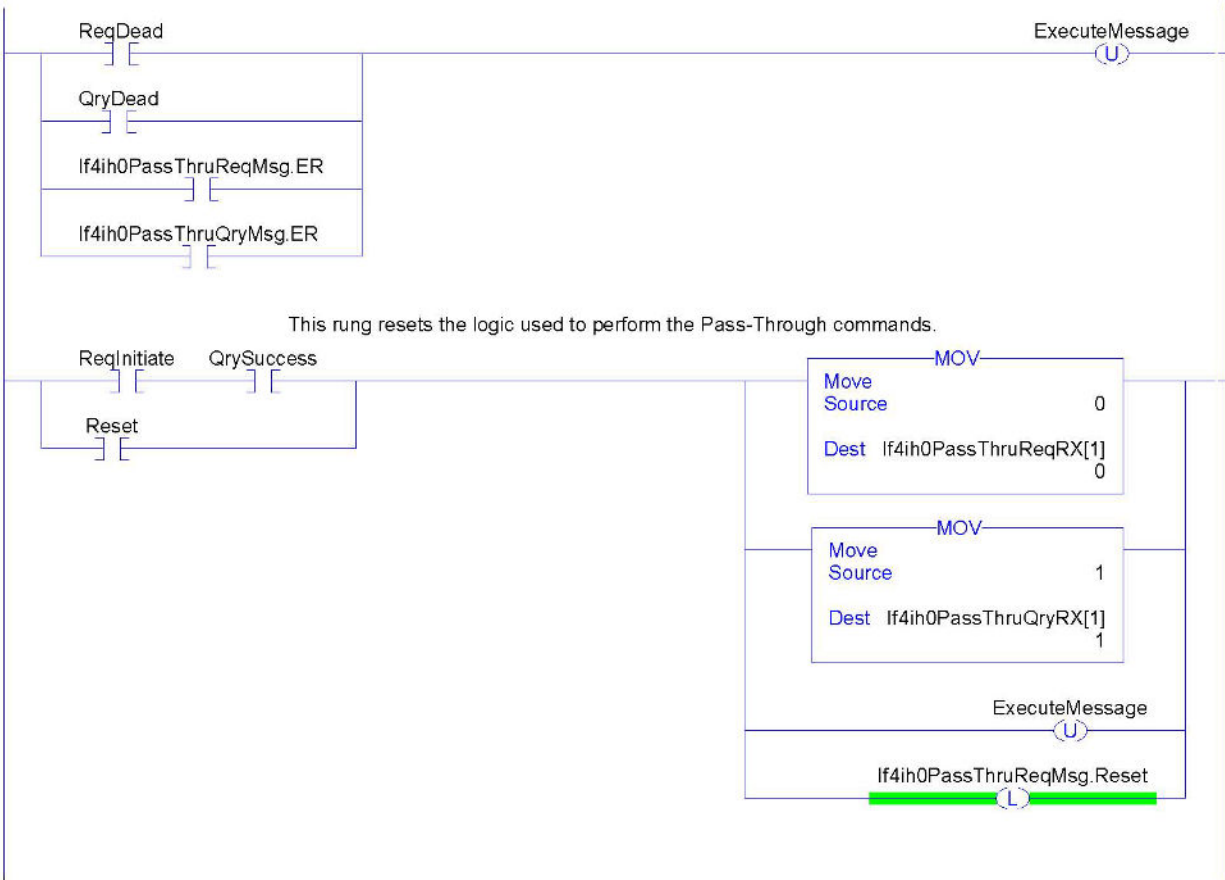 ReqDead
ExecuteMessage
U
QryDead
If4ih0PassThruReqMsg.ER
If4ih0PassThruQryMsg.ER
This rung resets the logic used to perform the Pass-Through commands.
ReqInitiate QrySuccess
Reset
MOV
Move
Source 0
Dest If4ih0PassThruReqRX[1]
0
MOV
Move
Source 1
Dest If4ih0PassThruQryRX[1]
1
ExecuteMessage
U
If4ih0PassThruReqMsg.Reset
L